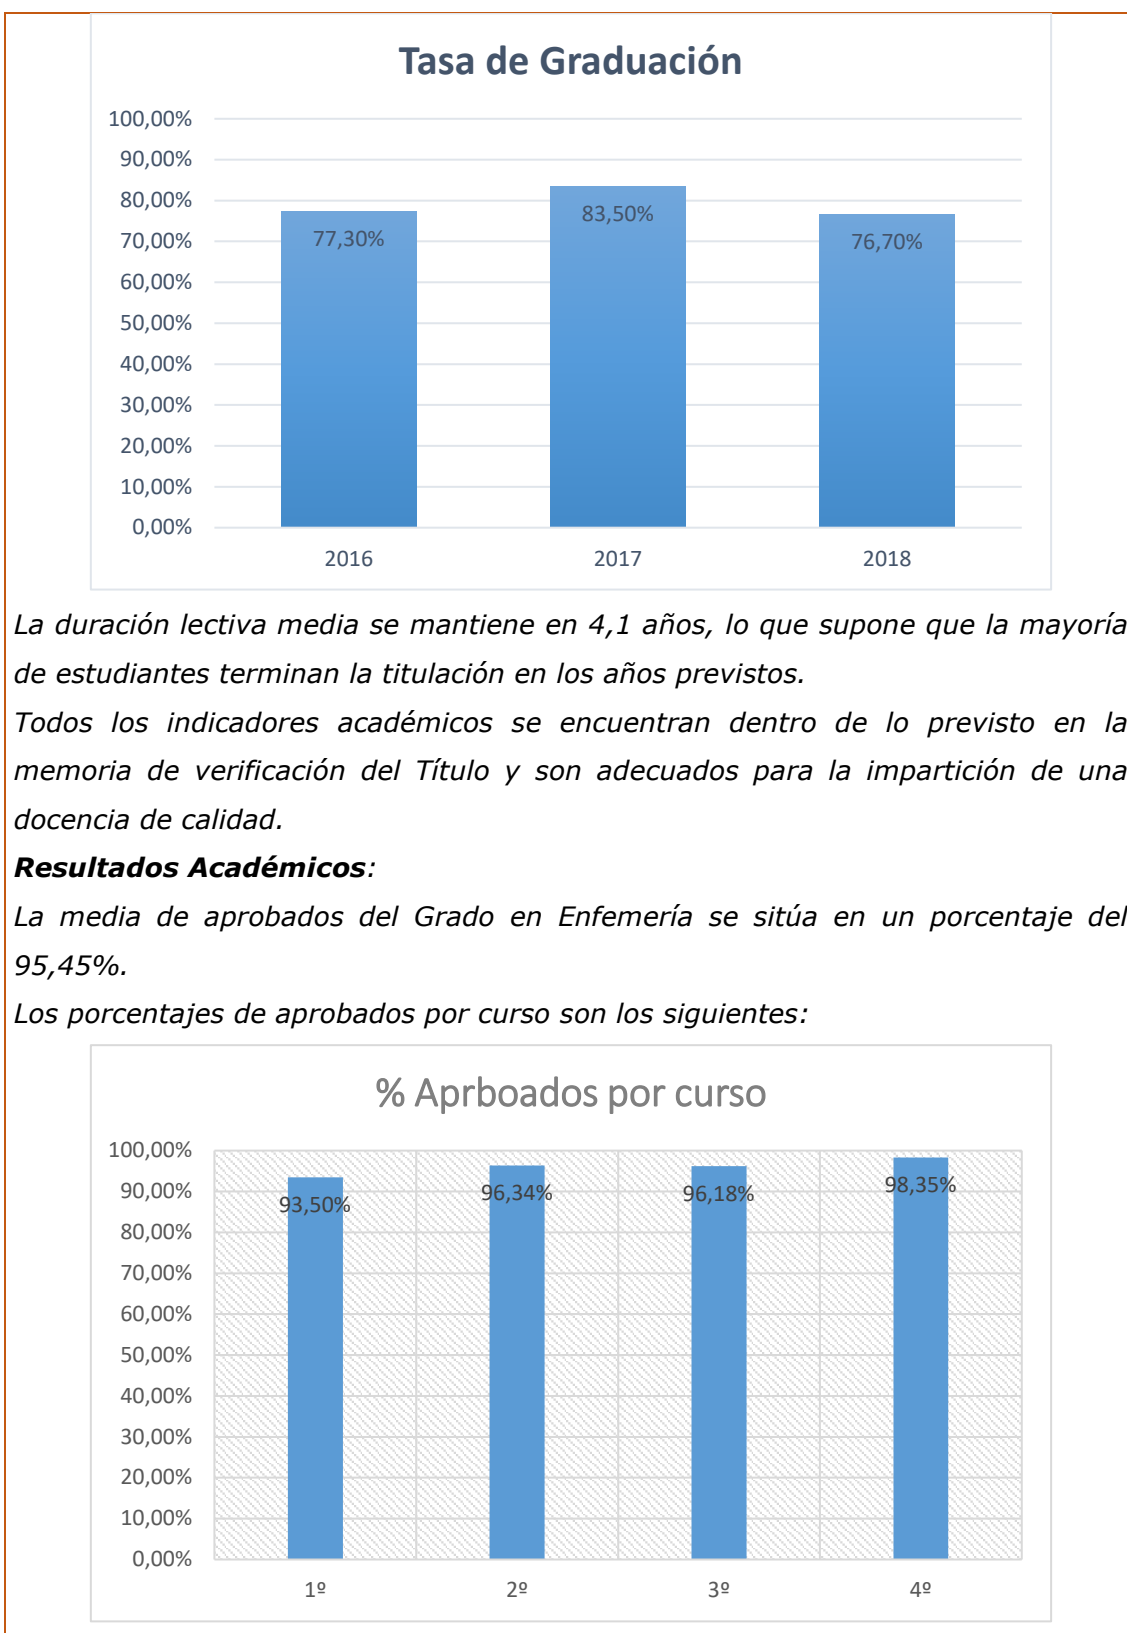 Tasa de Graduación
100,00%
90,00%
80,00%
70,00%
60,00%
50,00%
40,00%
30,00%
20,00%
10,00%
0,00%
77,30%
83,50%
76,70%
2016
2017
2018
La duración lectiva media se mantiene en 4,1 años, lo que supone que la mayoría
de estudiantes terminan la titulación en los años previstos.
Todos los indicadores académicos se encuentran dentro de lo previsto en la
memoria de verificación del Título y son adecuados para la impartición de una
docencia de calidad.
Resultados Académicos:
La media de aprobados del Grado en Enfemería se sitúa en un porcentaje del
95,45%.
Los porcentajes de aprobados por curso son los siguientes:
% Aprboados por curso
100,00%
90,00%
80,00%
70,00%
60,00%
50,00%
40,00%
30,00%
20,00%
10,00%
0,00%
93,50%
96,34%
96,18%
98,35%
1º
2º
3º
4º